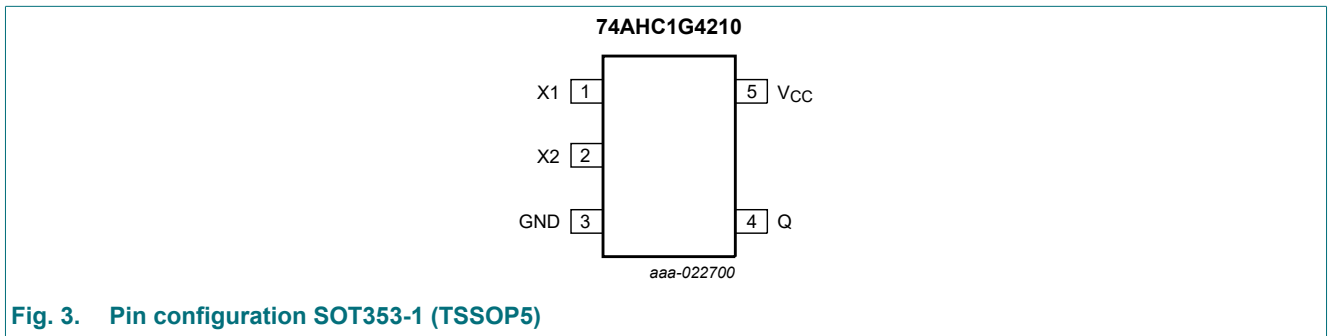 74AHC1G4210
X1 1 5 VCC
X2 2
GND 3 4 Q
aaa-022700
Fig. 3. Pin configuration SOT353-1 (TSSOP5)